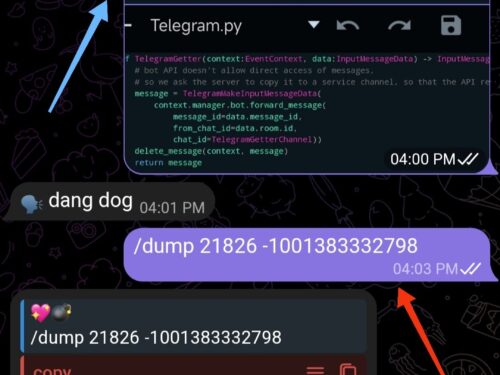 Telegram.py
f TelegramGetter(context:EventContext, data:InputMessageData) -> InputMessag
# bot API doesn't allow direct access of messages,
# so we ask the server to copy it to a service channel, so that the API re
message = TelegramMakeInputMessageData(
context.manager.bot.forward_message(
message_id=data.message_id,
from_chat_id=data.room.id,
chat_id=TelegramGetterChannel))
delete_message(context, message)
return message
04:00 PM
dang dog 04:01 PM
/dump 21826 -1001383332798
04:03 PM
/dump 21826 -1001383332798
copy